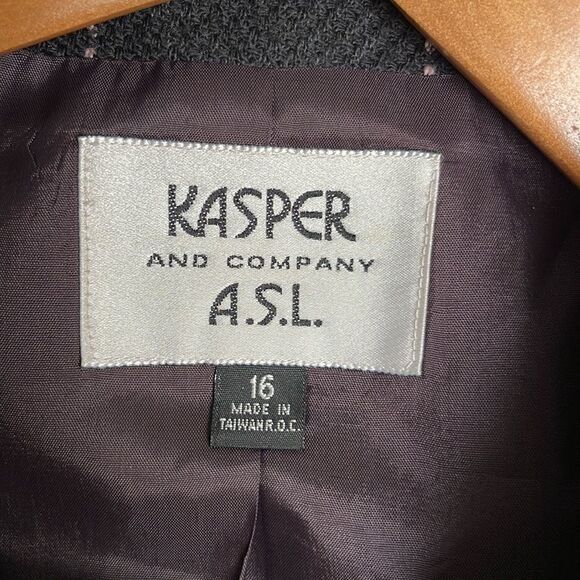 KASPER
AND COMPANY
A.S.L.
16
MADE IN
TAIWAN R.O.C.